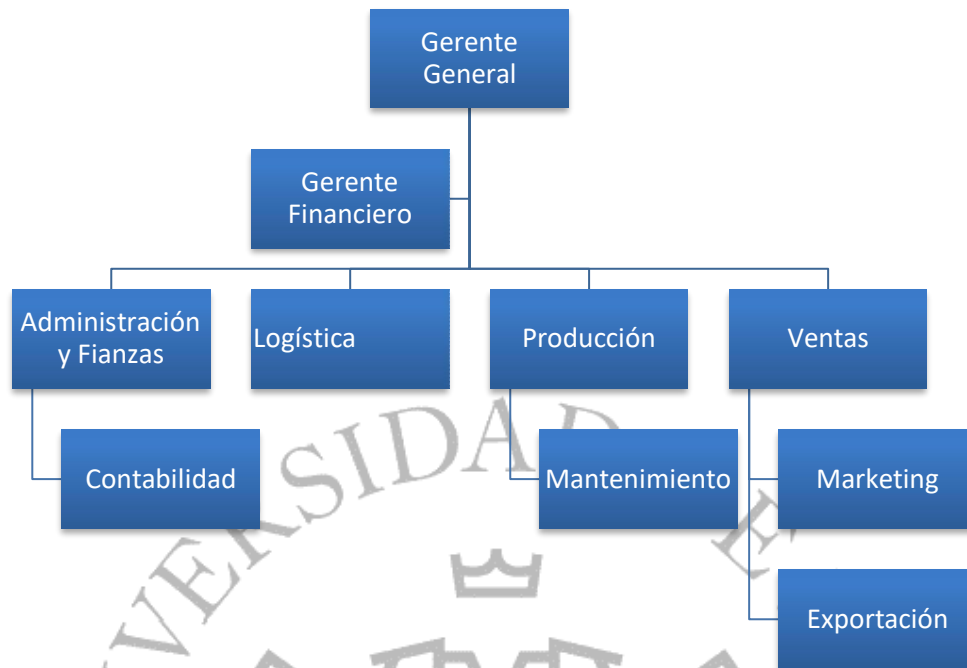 Gerente
General
Gerente
Financiero
Administración
y Fianzas
Logística
Producción
Ventas
Contabilidad
Mantenimiento
Marketing
Exportación